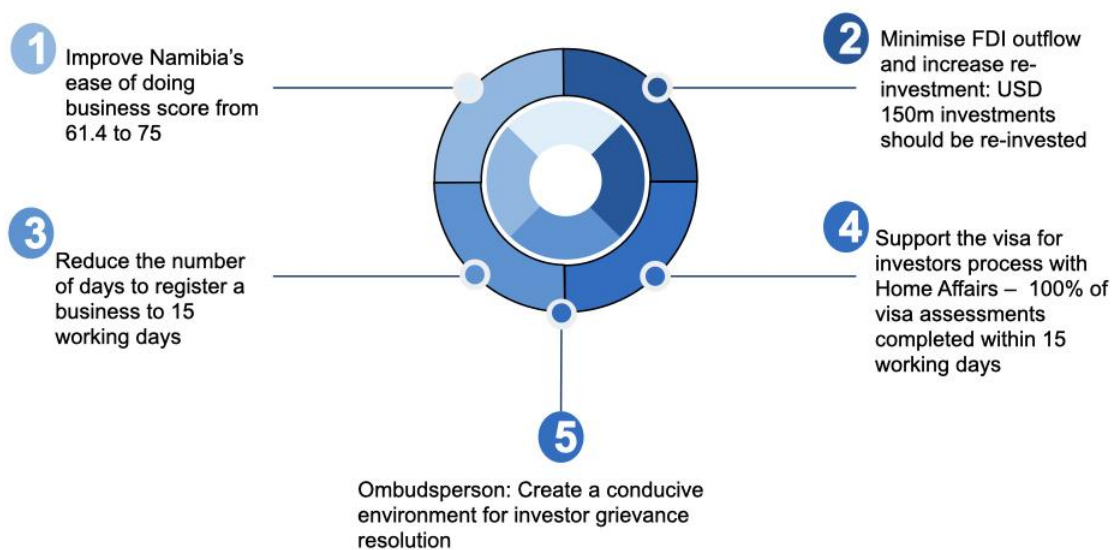 1
Improve Namibia's
ease of doing
business score from
61.4 to 75
2
Minimise FDI outflow
and increase re-
investment: USD
150m investments
should be re-invested
3
Reduce the number
of days to register a
business to 15
working days
4
Support the visa for
investors process with
Home Affairs – 100% of
visa assessments
completed within 15
working days
5
Ombudsperson: Create a conducive
environment for investor grievance
resolution